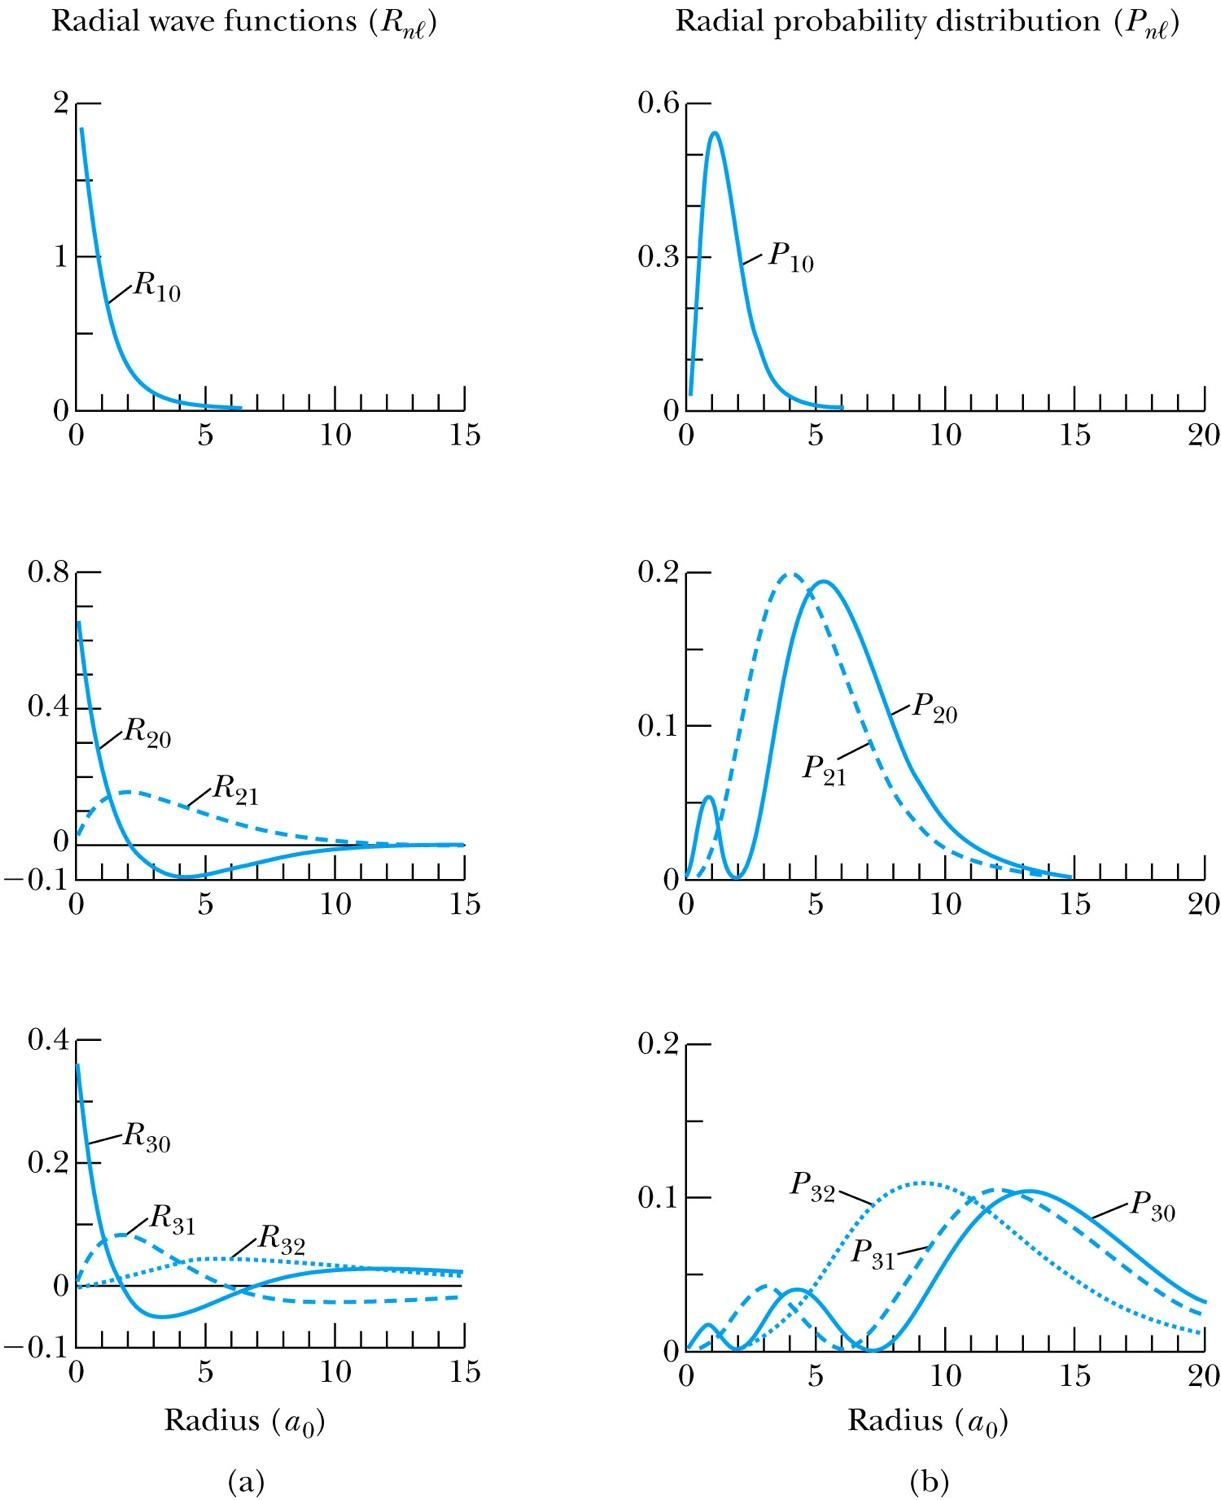 Radial wave functions (Rnℓ)
Radial probability distribution (Pnℓ)
2
1
0
R10
0 5 10 15
0.6
0.3
0
P10
0 5 10 15 20
0.8
0.4
0
−0.1
R20
R21
0 5 10 15
0.2
0.1
0
P20
P21
0 5 10 15 20
0.4
0.2
0
−0.1
R30
R31
R32
0 5 10 15
Radius (a0)
(a)
0.2
0.1
0
P32
P31
P30
0 5 10 15 20
Radius (a0)
(b)